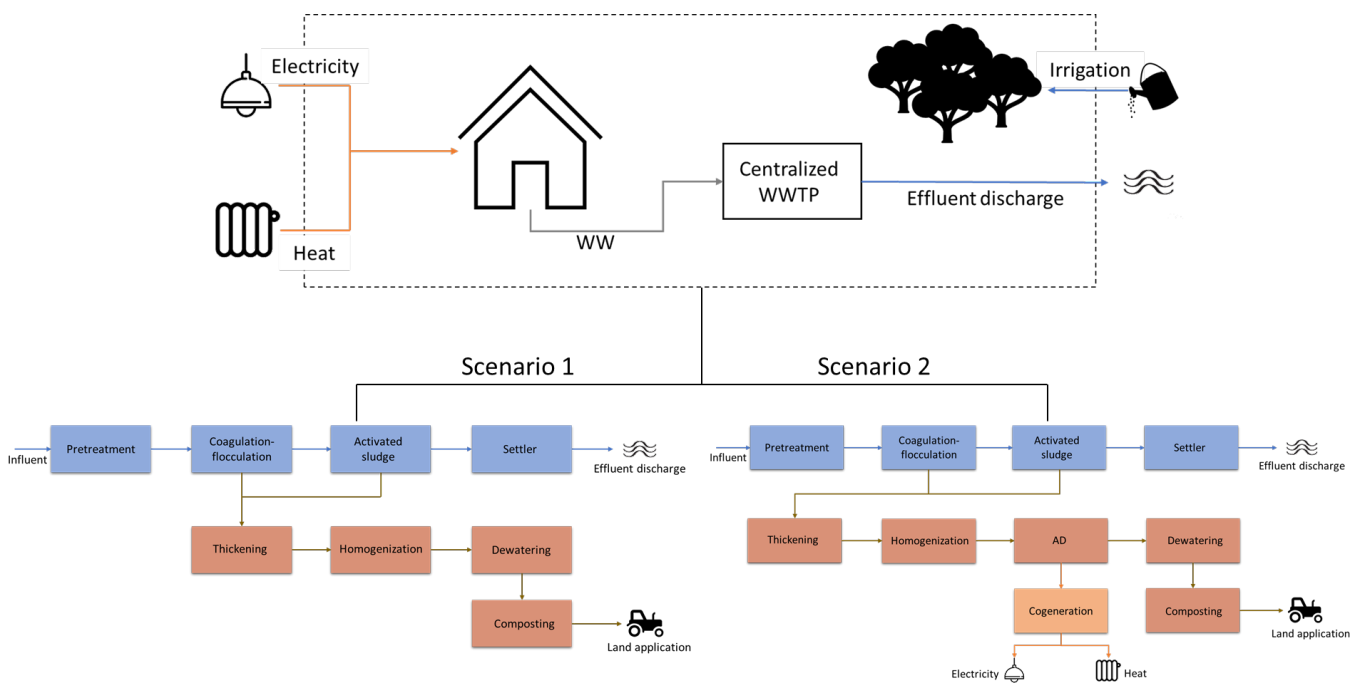 Electricity
Irrigation
Centralized
WWTP
Effluent discharge
WW
Heat
Scenario 1
Scenario 2
Influent
Pretreatment
Coagulation-
flocculation
Activated
sludge
Settler
Effluent discharge
Thickening
Homogenization
Dewatering
Composting
Land application
Influent
Pretreatment
Coagulation-
flocculation
Activated
sludge
Settler
Effluent discharge
Thickening
Homogenization
AD
Dewatering
Cogeneration
Composting
Land application
Electricity
Heat